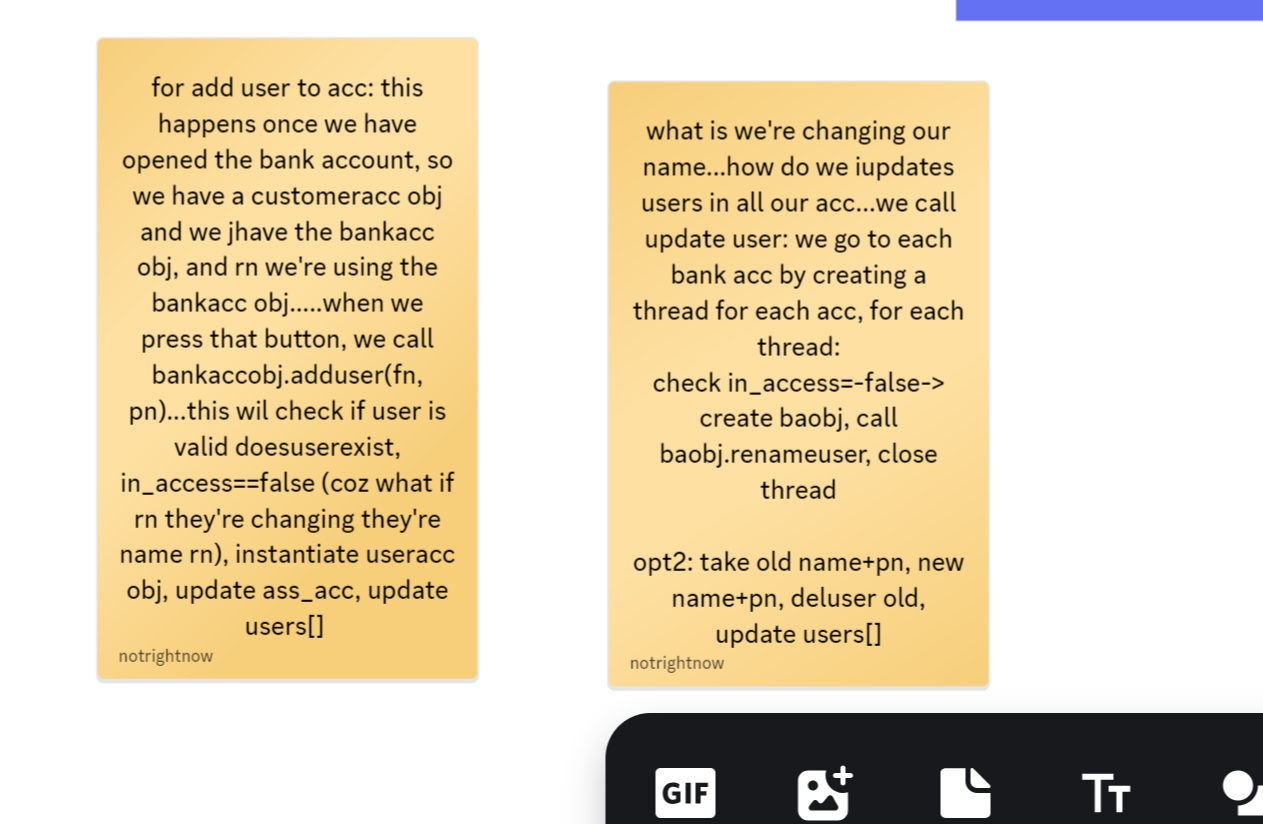 for add user to acc: this
happens once we have
opened the bank account, so
we have a customeracc obj
and we jhave the bankacc
obj, and rn we're using the
bankacc obj.....when we
press that button, we call
bankaccobj.adduser(fn,
pn)...this wil check if user is
valid doesuserexist,
in_access==false (coz what if
rn they're changing they're
name rn), instantiate useracc
obj, update ass_acc, update
users[]
notrightnow
what is we're changing our
name...how do we iupdates
users in all our acc...we call
update user: we go to each
bank acc by creating a
thread for each acc, for each
thread:
check in_access=-false->
create baobj, call
baobj.renameuser, close
thread
opt2: take old name+pn, new
name+pn, deluser old,
update users[]
notrightnow
GIF
TT